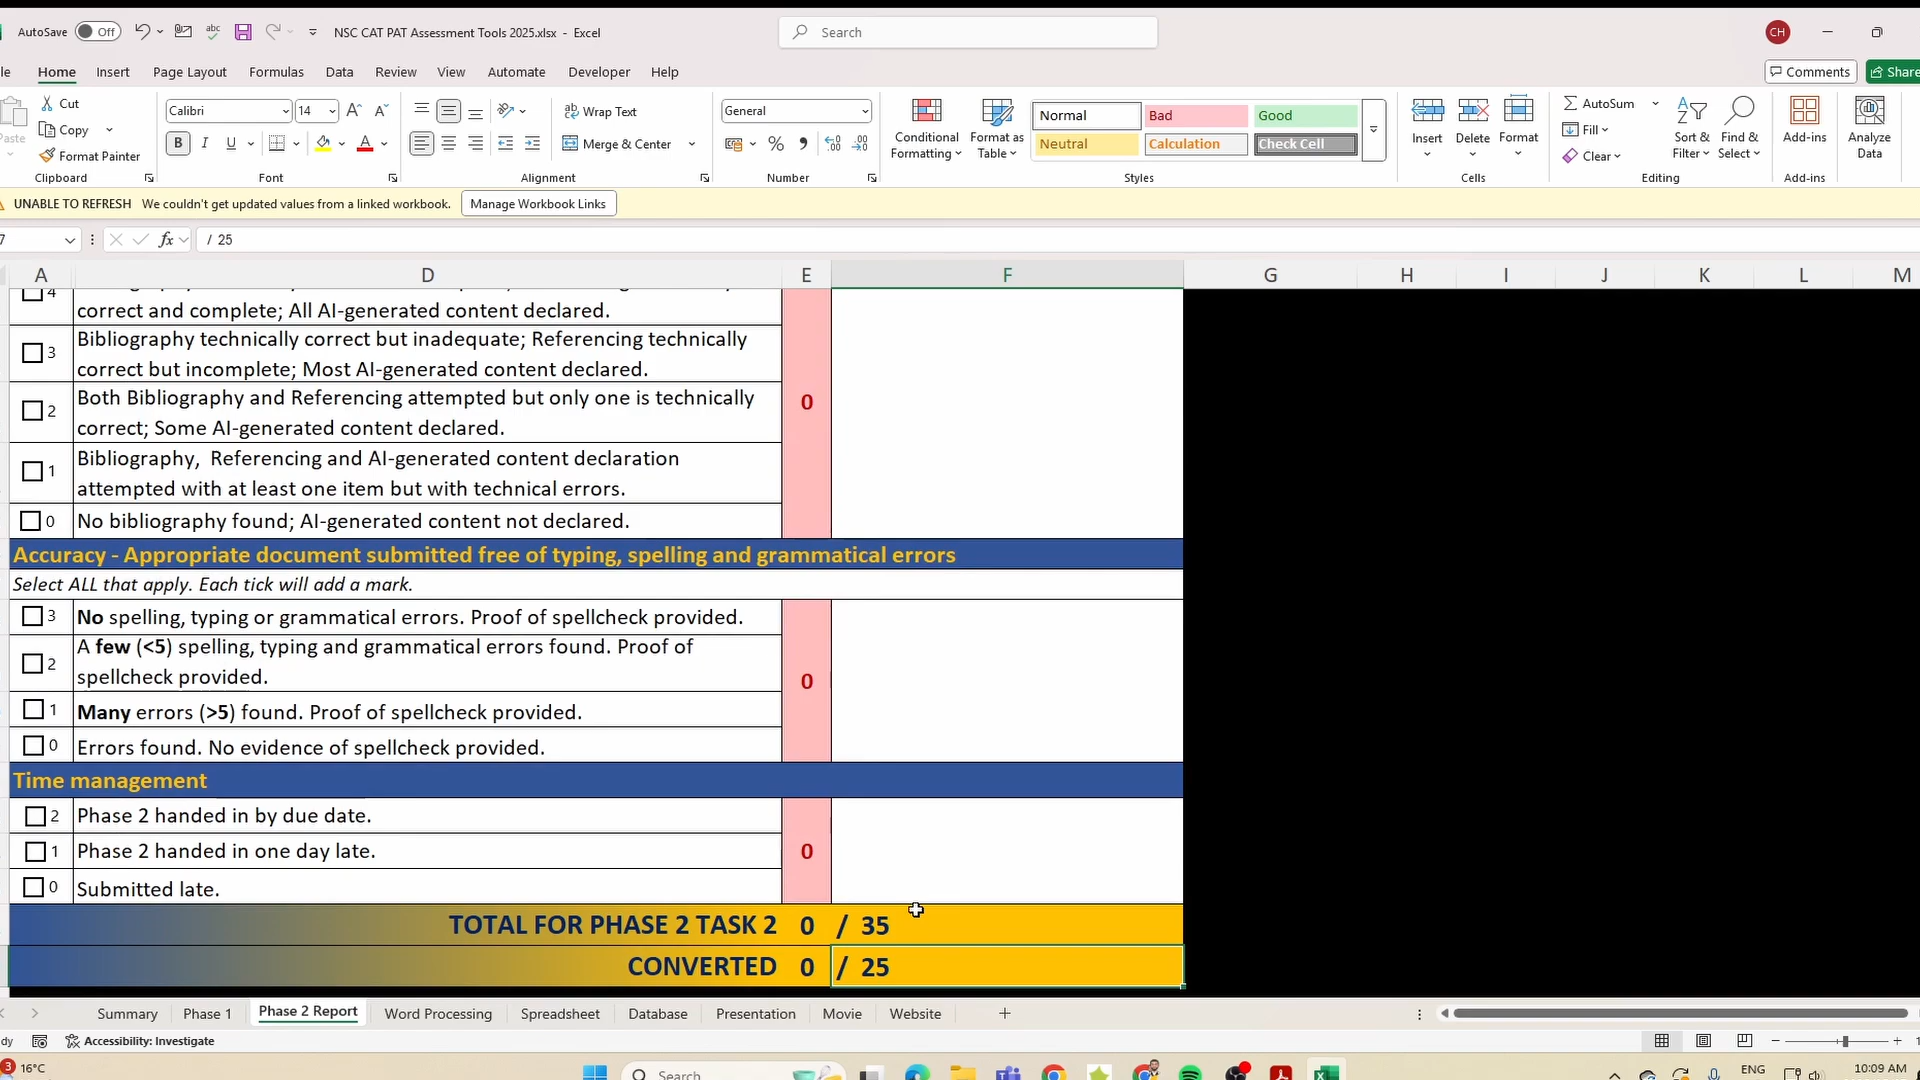 AutoSave Off NSC CAT PAT Assessment Tools 2025.xlsx - Excel Search CH
Home Insert Page Layout Formulas Data Review View Automate Developer Help Comments Share
Cut
Copy
Format Painter
Clipboard
Calibri 14
B I U
Font
Wrap Text
Merge & Center
Alignment
General
Number
Conditional Formatting
Format as Table
Normal Bad Good
Neutral Calculation Check Cell
Styles
Insert Delete Format
Cells
AutoSum
Fill
Clear
Sort & Filter
Find & Select
Editing
Add-ins
Add-ins
Analyze Data
UNABLE TO REFRESH We couldn't get updated values from a linked workbook. Manage Workbook Links
fx / 25
A D E F G H I J K L M
4
correct and complete; All AI-generated content declared.
3 Bibliography technically correct but inadequate; Referencing technically
correct but incomplete; Most AI-generated content declared.
2 Both Bibliography and Referencing attempted but only one is technically
correct; Some AI-generated content declared.
0
1 Bibliography, Referencing and AI-generated content declaration
attempted with at least one item but with technical errors.
0 No bibliography found; AI-generated content not declared.
Accuracy - Appropriate document submitted free of typing, spelling and grammatical errors
Select ALL that apply. Each tick will add a mark.
3 No spelling, typing or grammatical errors. Proof of spellcheck provided.
2 A few (<5) spelling, typing and grammatical errors found. Proof of
spellcheck provided.
0
1 Many errors (>5) found. Proof of spellcheck provided.
0 Errors found. No evidence of spellcheck provided.
Time management
2 Phase 2 handed in by due date.
1 Phase 2 handed in one day late. 0
0 Submitted late.
TOTAL FOR PHASE 2 TASK 2 0 / 35
CONVERTED 0 / 25
Summary Phase 1 Phase 2 Report Word Processing Spreadsheet Database Presentation Movie Website
Accessibility: Investigate
3 16°C Search ENG 10:09 AM